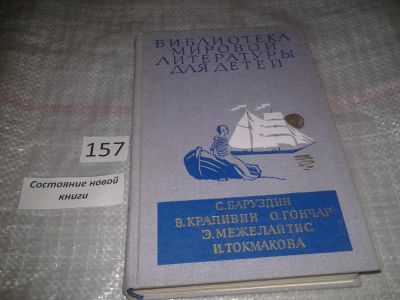 БИБЛИОТЕКА
МИРОВОЙ
ЛИТЕРАТУРЫ
ДЛЯ ДЕТЕЙ
157
Состояние новой
книги
С.БАРУЗДИН
В.КРАПИВИН О.ГОНЧАР
Э.МЕЖЕЛАЙТИС
И.ТОКМАКОВА